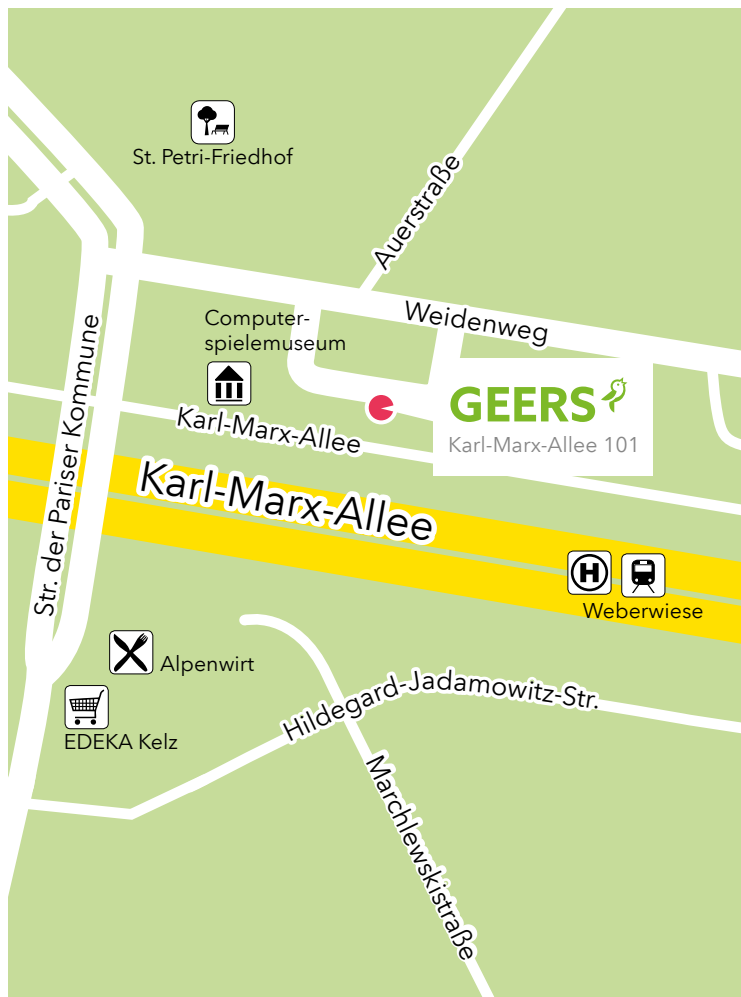 St. Petri-Friedhof
Auerstraße
Weidenweg
Computer-
spielemuseum
GEERS
Karl-Marx-Allee 101
Karl-Marx-Allee
Karl-Marx-Allee
Str. der Pariser Kommune
H
Weberwiese
Alpenwirt
EDEKA Kelz
Hildegard-Jadamowitz-Str.
Marchlewskistraße